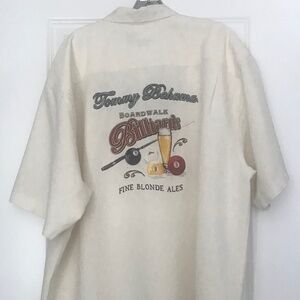 Tommy Bahama
BOARDWALK
Billiards
FINE BLONDE ALES